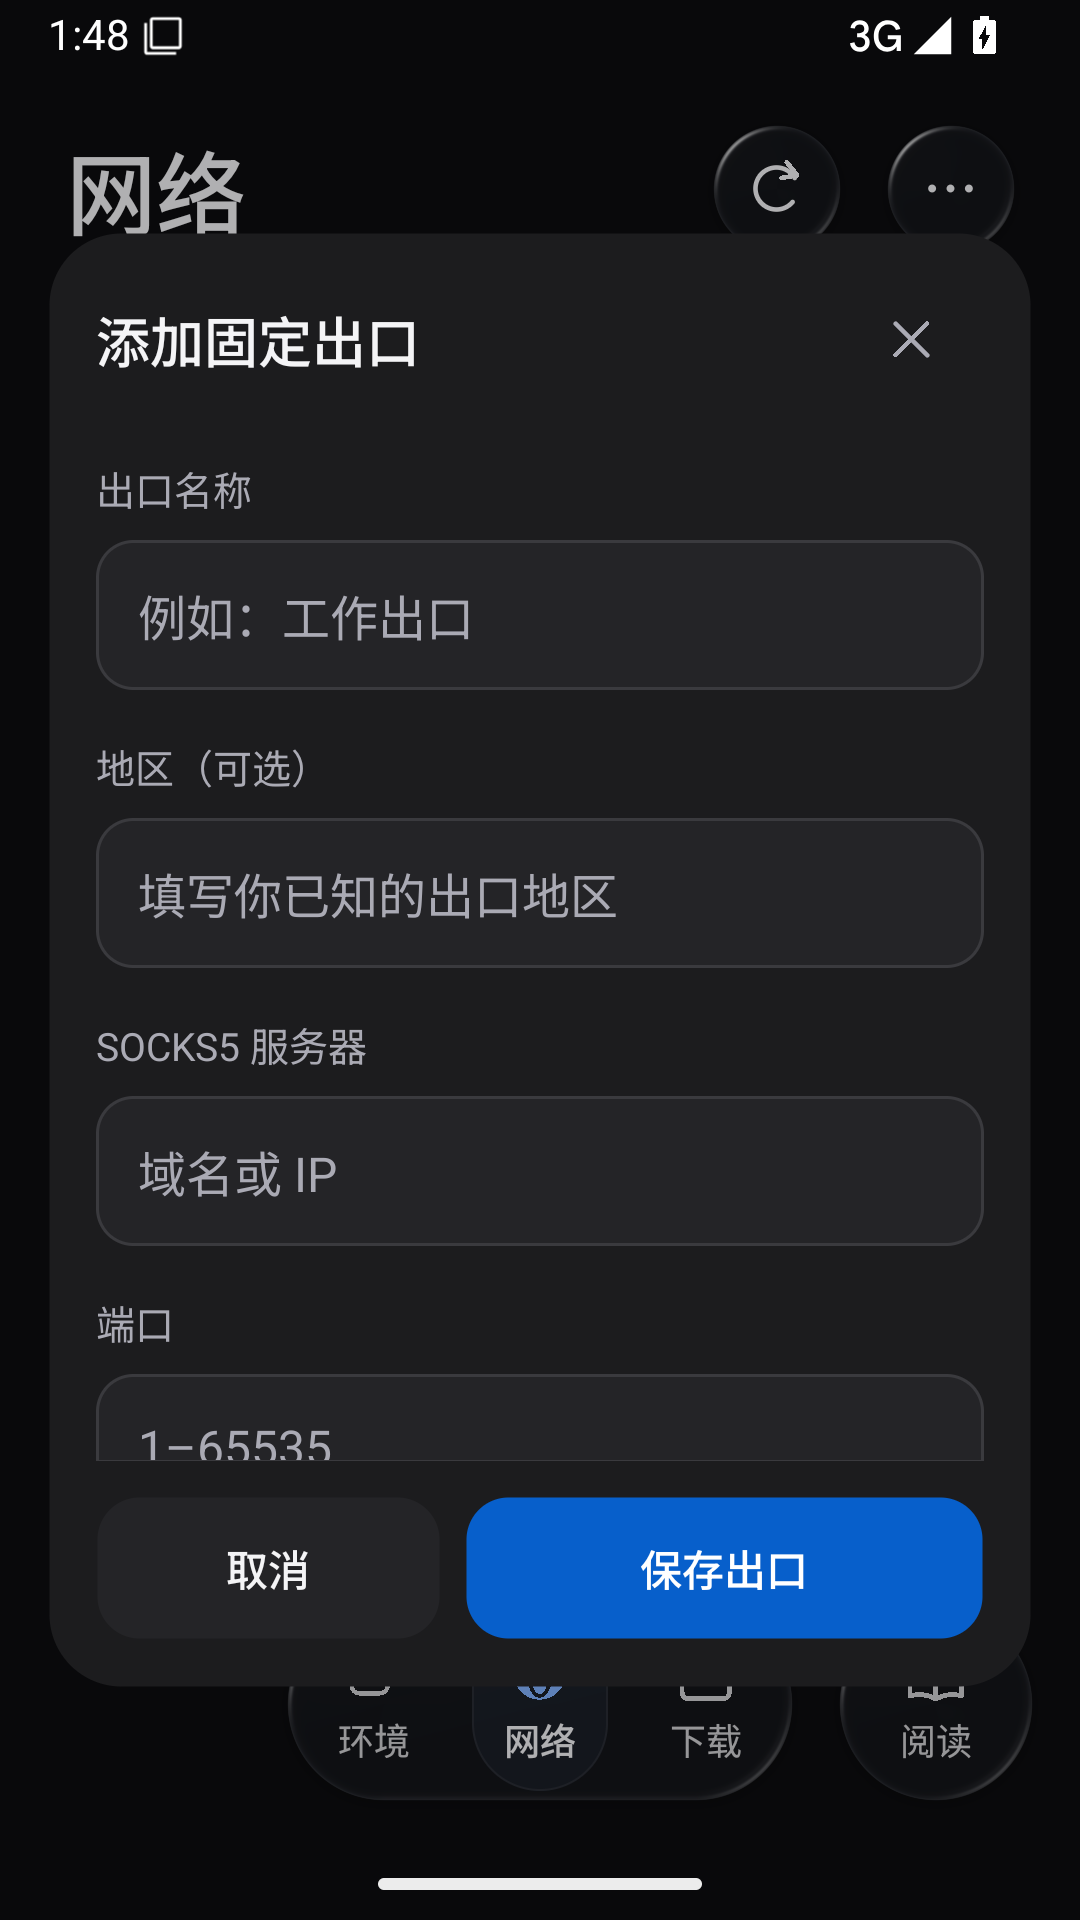 1:48
3G
网络
添加固定出口
出口名称
例如：工作出口
地区（可选）
填写你已知的出口地区
SOCKS5 服务器
域名或 IP
端口
1–65535
取消
保存出口
环境
网络
下载
阅读